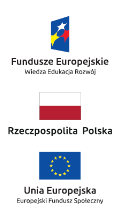 Fundusze Europejskie
Wiedza Edukacja Rozwój
Rzeczpospolita Polska
Unia Europejska
Europejski Fundusz Społeczny